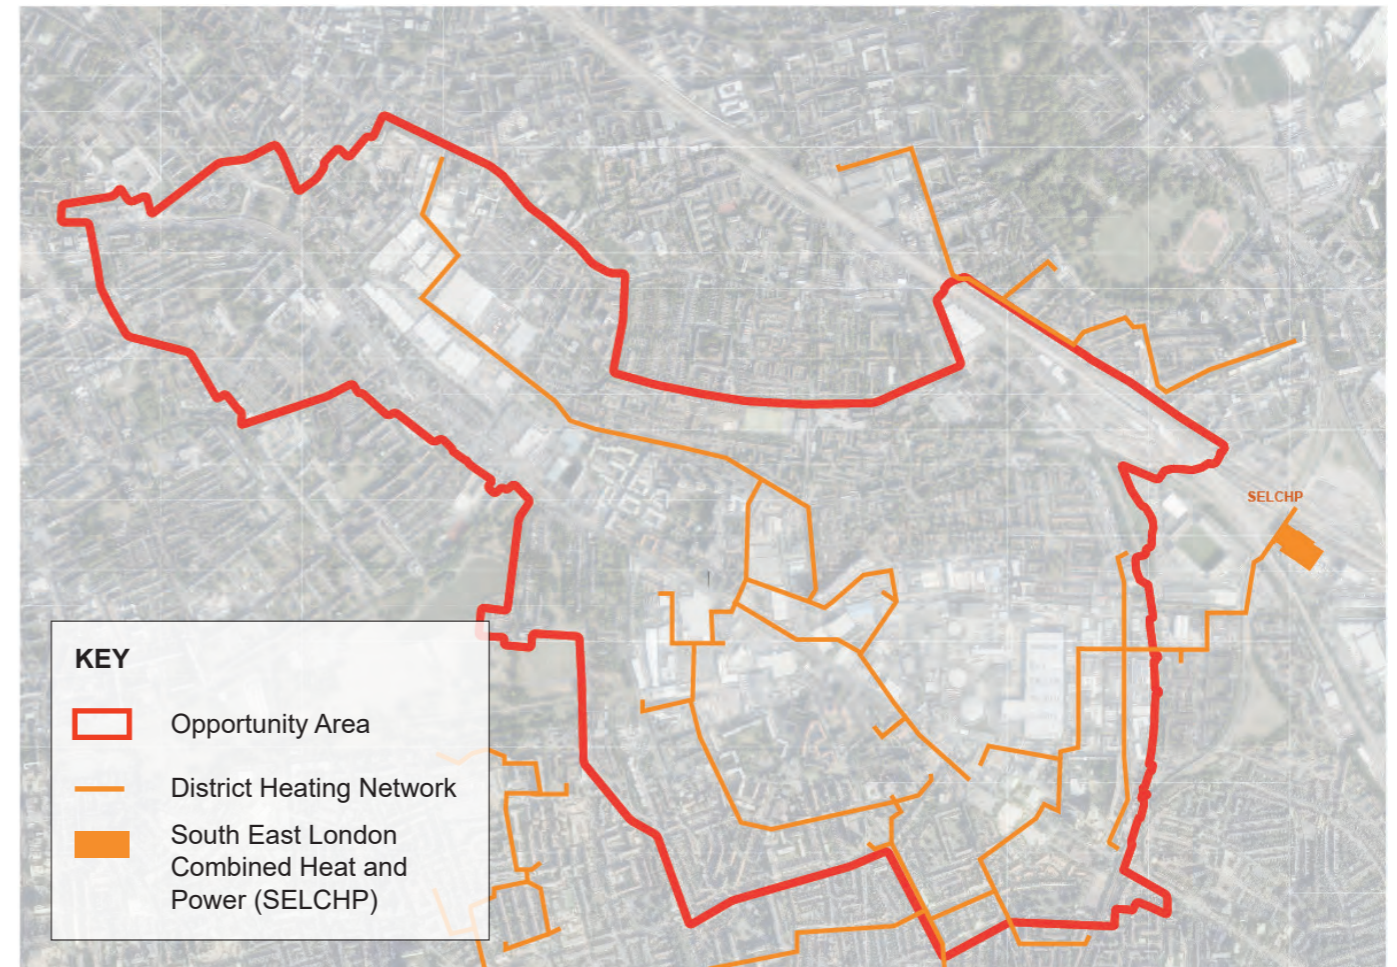 SELCHP
KEY
Opportunity Area
District Heating Network
South East London
Combined Heat and
Power (SELCHP)